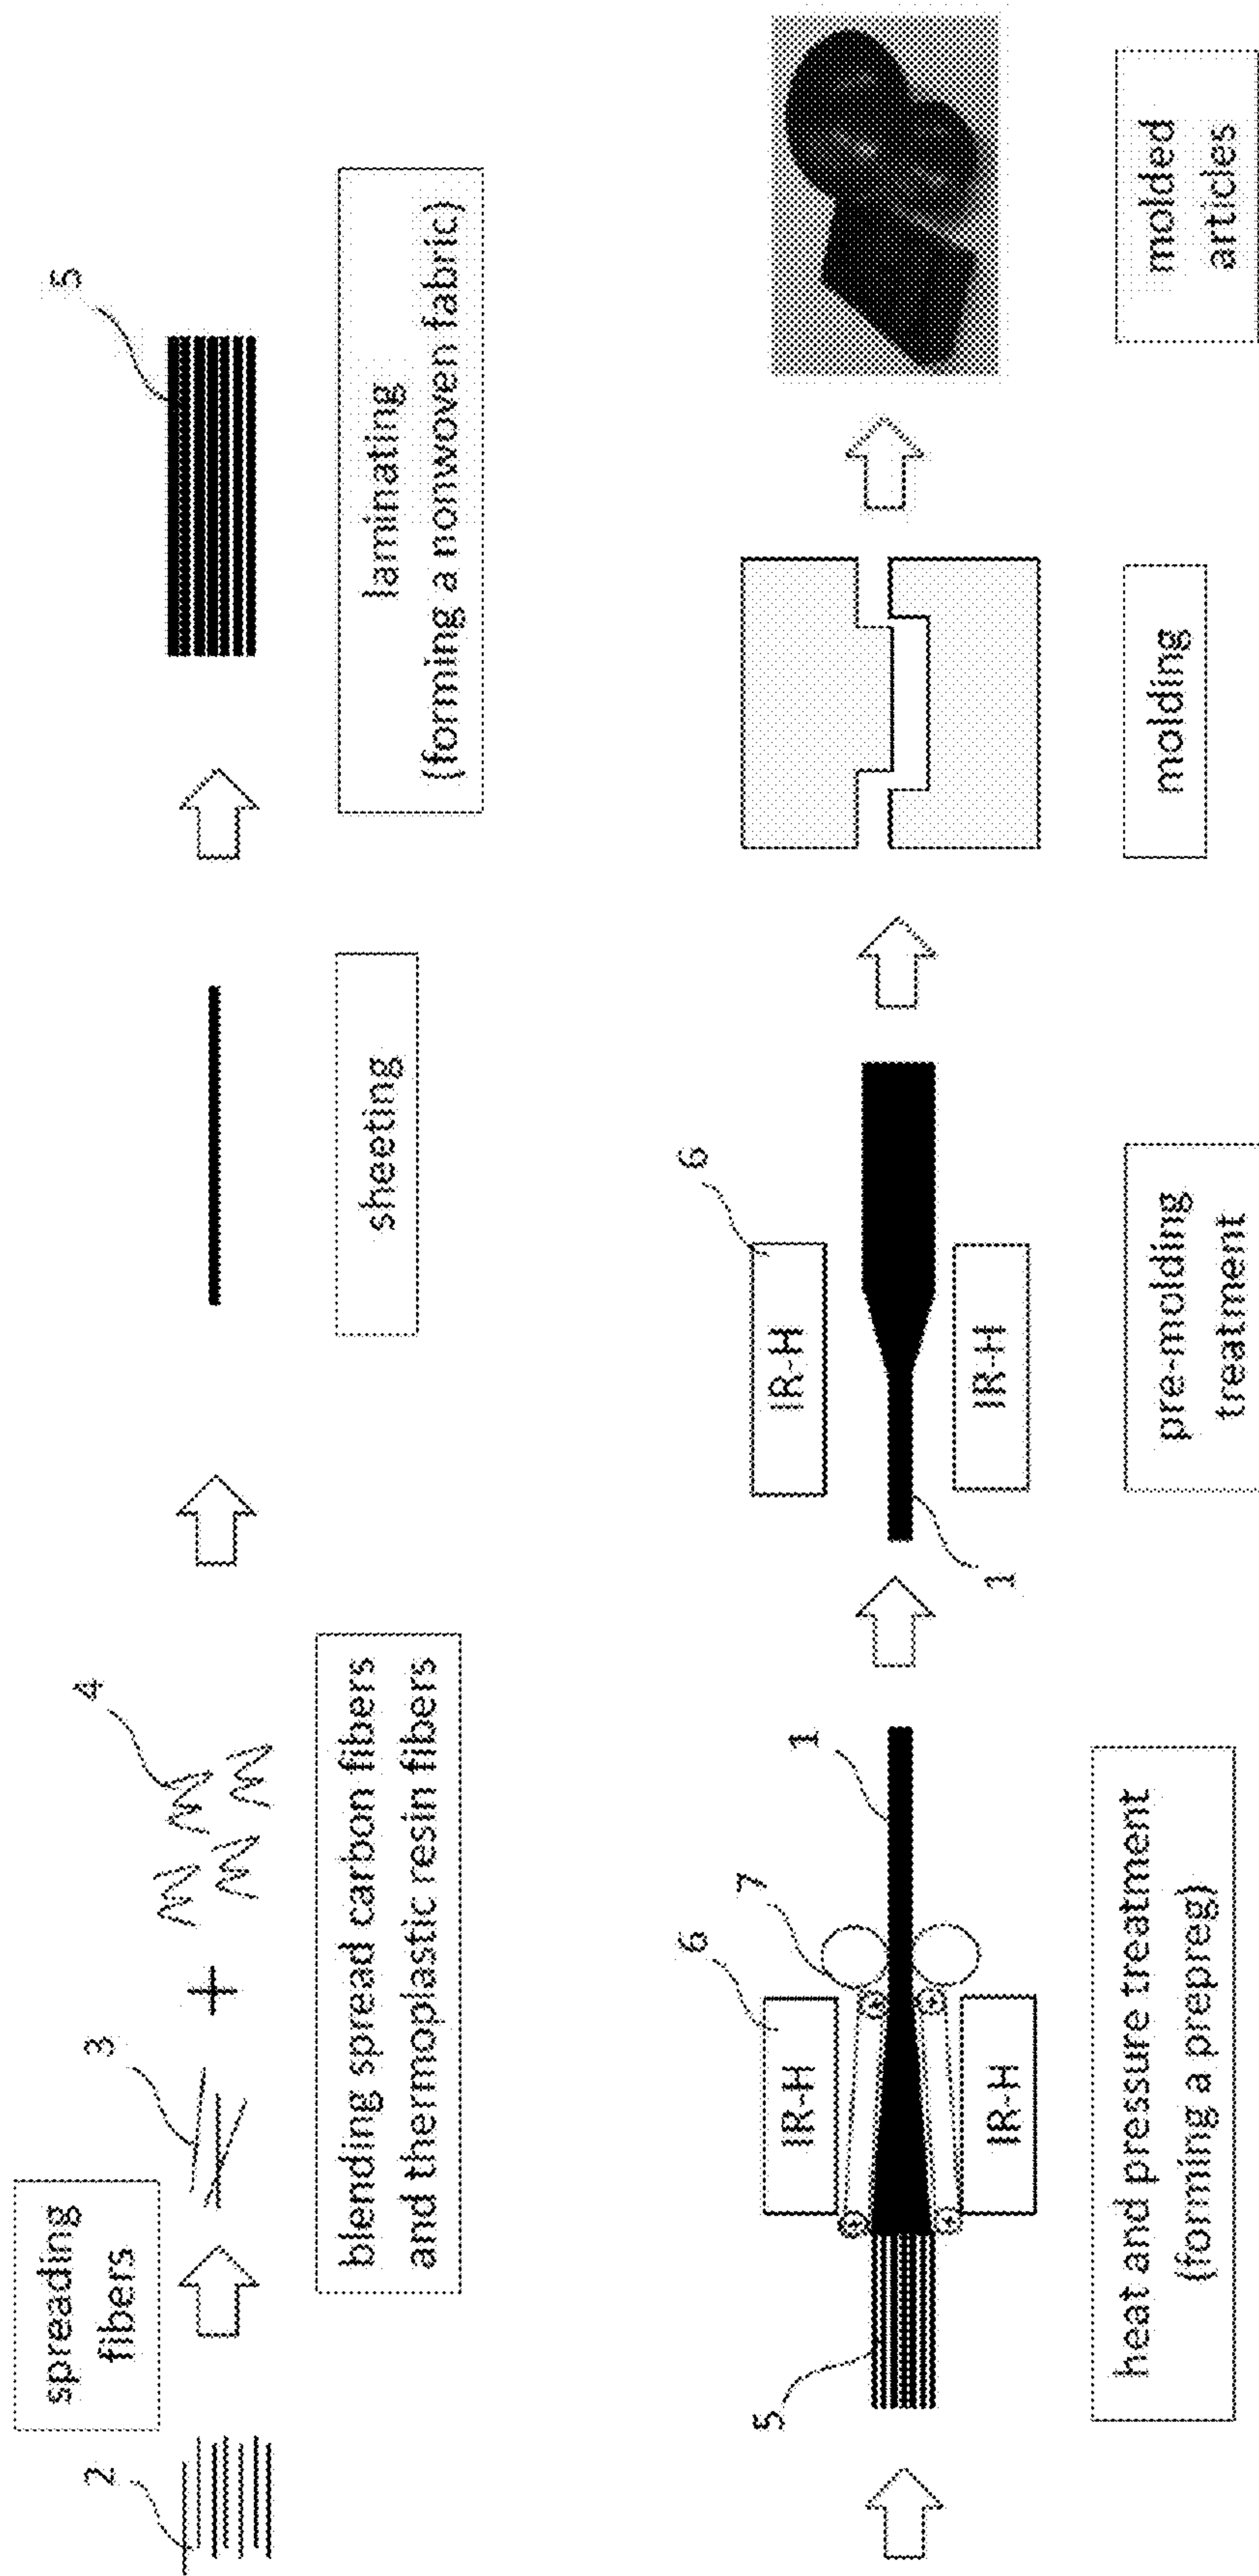 2
spreading
fibers
3
4
blending spread carbon fibers
and thermoplastic resin fibers
sheeting
5
laminating
(forming a nonwoven fabric)
5
6
7
1
IR-H
IR-H
heat and pressure treatment
(forming a prepreg)
1
6
IR-H
IR-H
pre-molding
treatment
molding
molded
articles